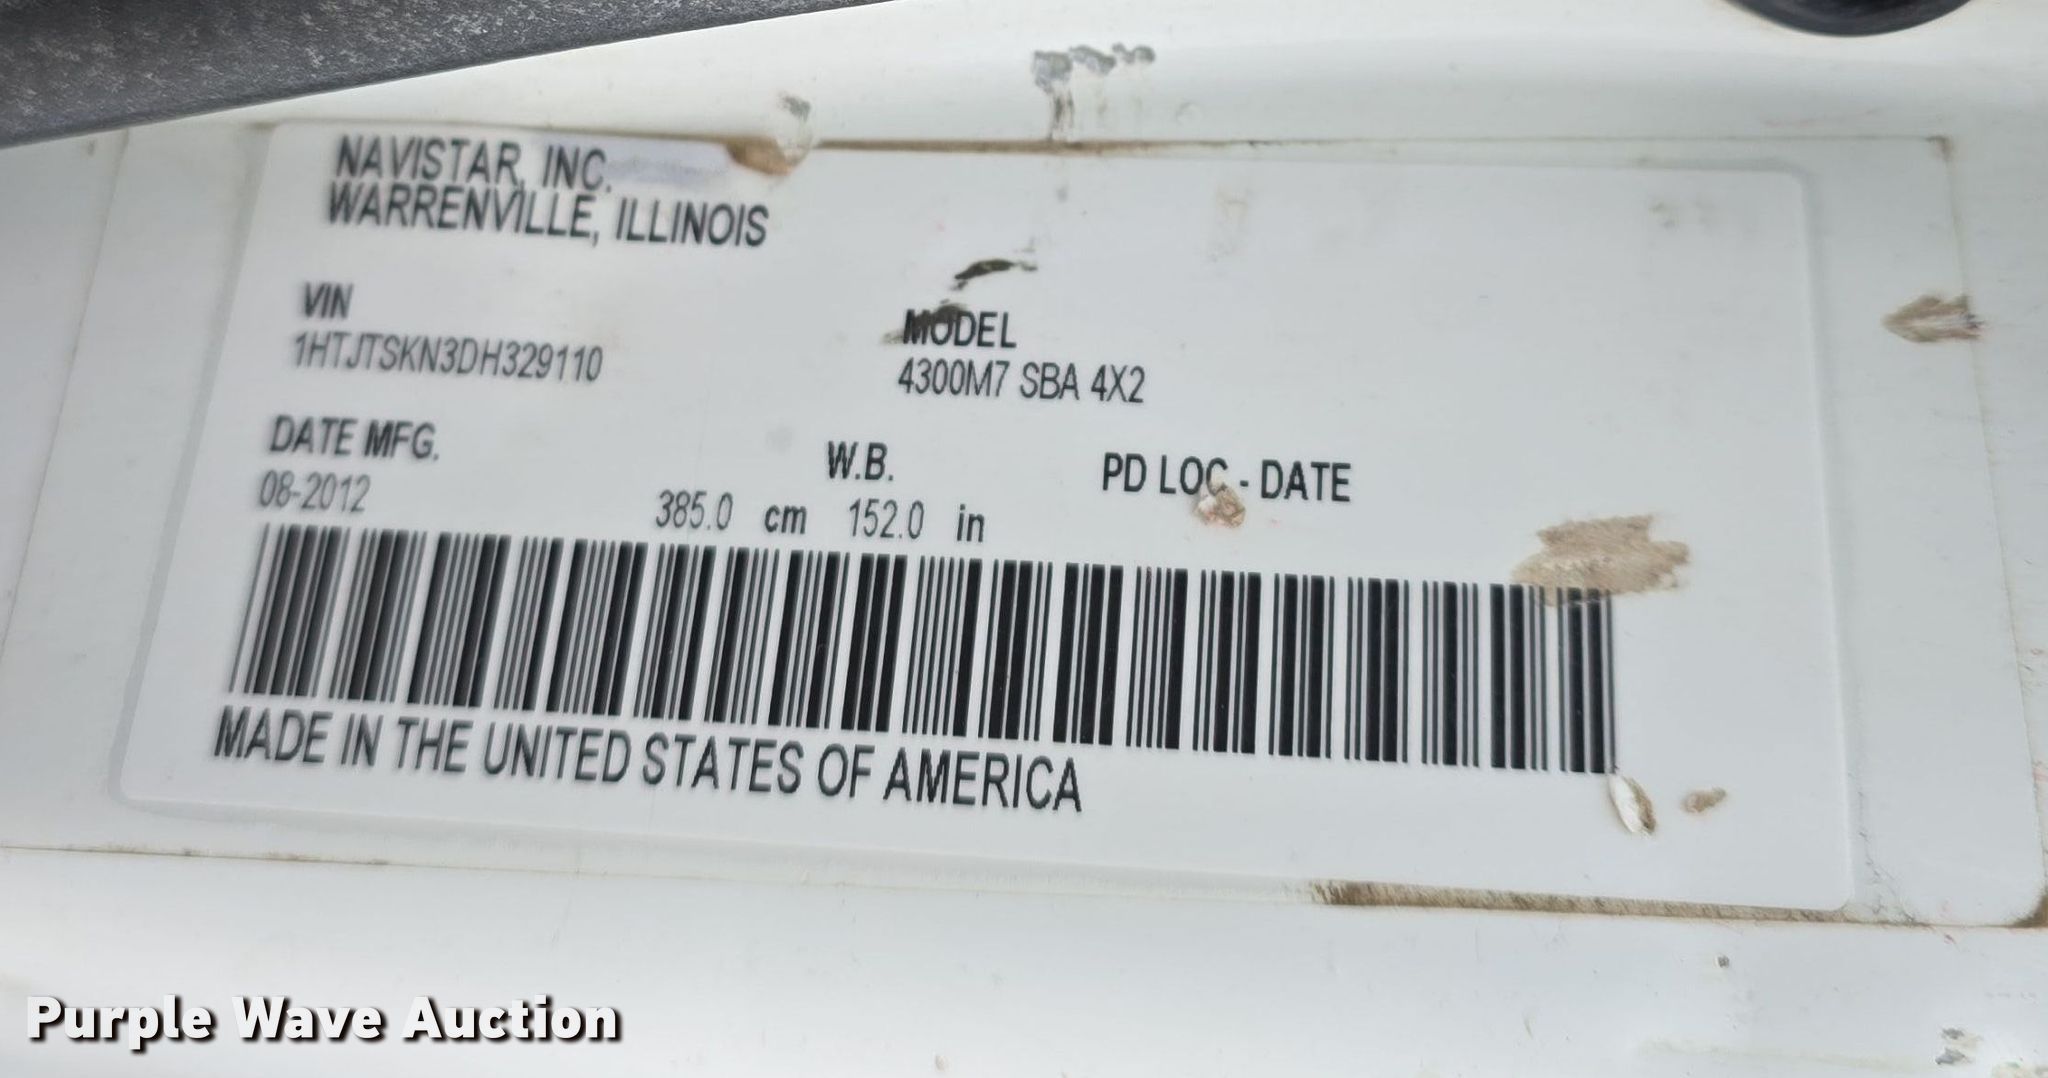 NAVISTAR, INC.
WARRENVILLE, ILLINOIS
VIN
1HTJTSKN3DH329110
MODEL
4300M7 SBA 4X2
DATE MFG.
08-2012
W.B.
385.0 cm 152.0 in
PD LOC - DATE
MADE IN THE UNITED STATES OF AMERICA
Purple Wave Auction